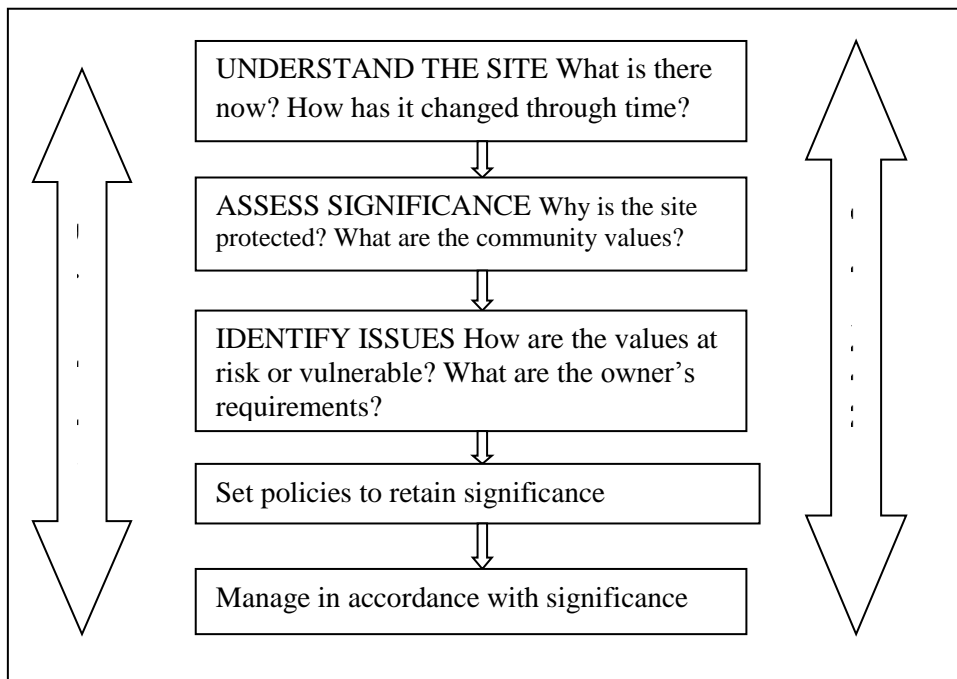 UNDERSTAND THE SITE What is there
now? How has it changed through time?
ASSESS SIGNIFICANCE Why is the site
protected? What are the community values?
IDENTIFY ISSUES How are the values at
risk or vulnerable? What are the owner’s
requirements?
Set policies to retain significance
Manage in accordance with significance